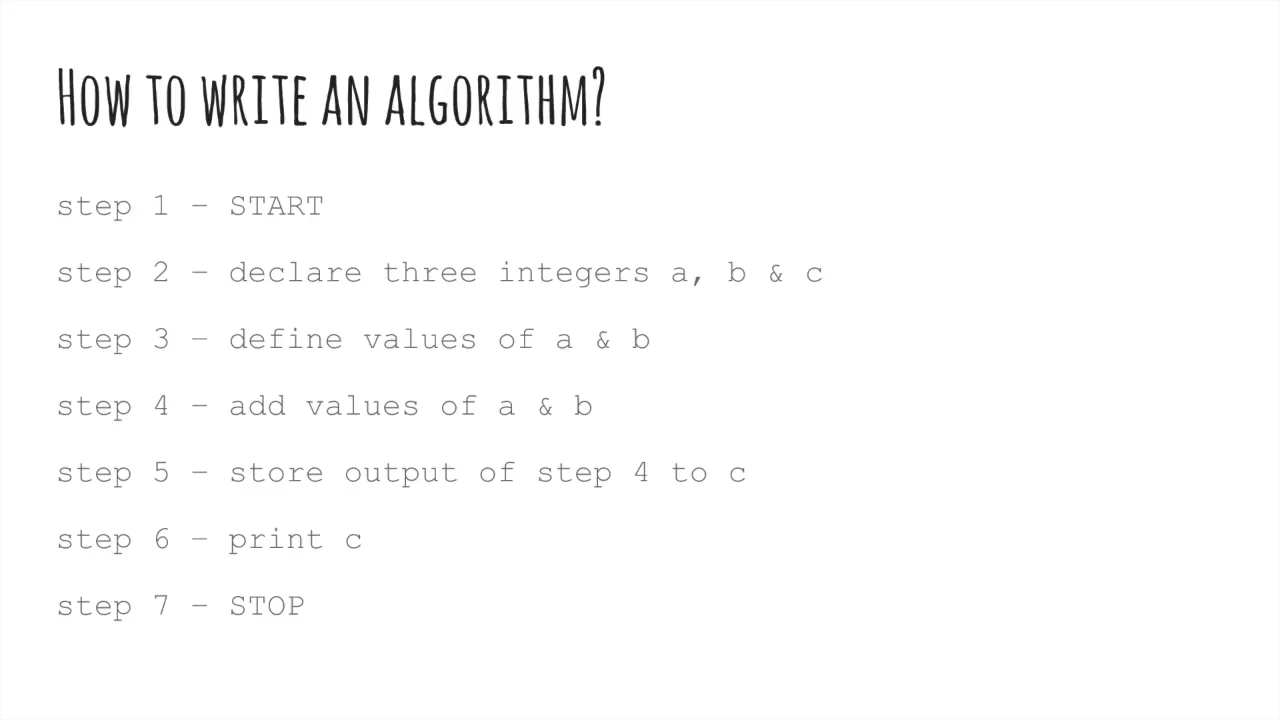 How to write an algorithm?
step 1 − START
step 2 − declare three integers a, b & c
step 3 − define values of a & b
step 4 − add values of a & b
step 5 − store output of step 4 to c
step 6 − print c
step 7 − STOP